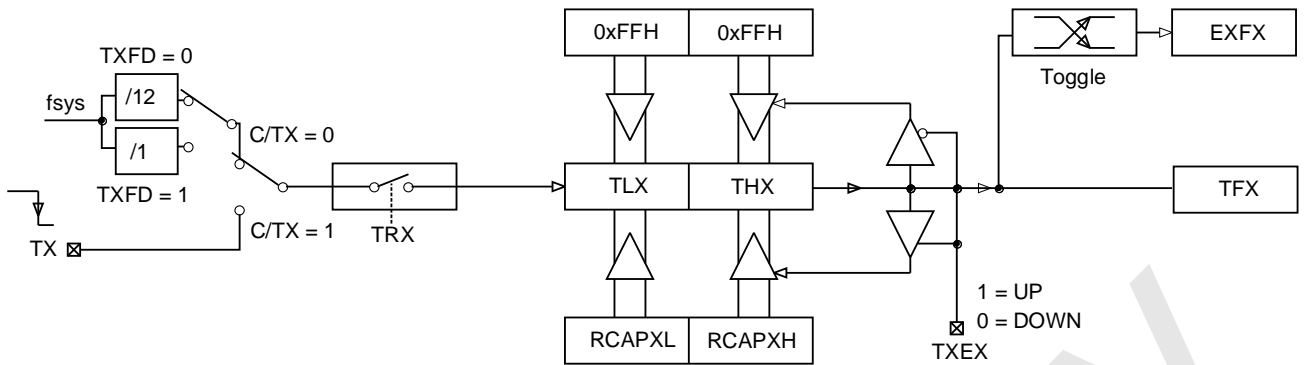 0xFFH 0xFFH
EXFX
TXFD = 0
Toggle
fsys
/12
C/TX = 0
/1
TXFD = 1
TLX THX
TFX
C/TX = 1
TRX
TX
1 = UP
0 = DOWN
RCAPXL RCAPXH
TXEX